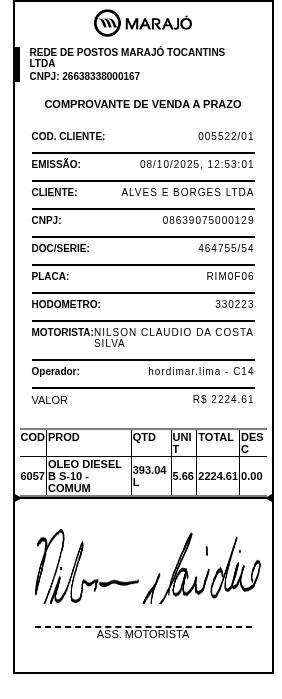 MARAJÓ
REDE DE POSTOS MARAJÓ TOCANTINS
LTDA
CNPJ: 26638338000167
COMPROVANTE DE VENDA A PRAZO
COD. CLIENTE: 005522/01
EMISSÃO: 08/10/2025, 12:53:01
CLIENTE: ALVES E BORGES LTDA
CNPJ: 08639075000129
DOC/SERIE: 464755/54
PLACA: RIM0F06
HODOMETRO: 330223
MOTORISTA:NILSON CLAUDIO DA COSTA
SILVA
Operador: hordimar.lima - C14
VALOR R$ 2224.61
COD PROD QTD UNI TOTAL DES
T C
OLEO DIESEL
6057 B S-10 - 393.04 5.66 2224.61 0.00
COMUM L
Nilson Claudio
ASS. MOTORISTA